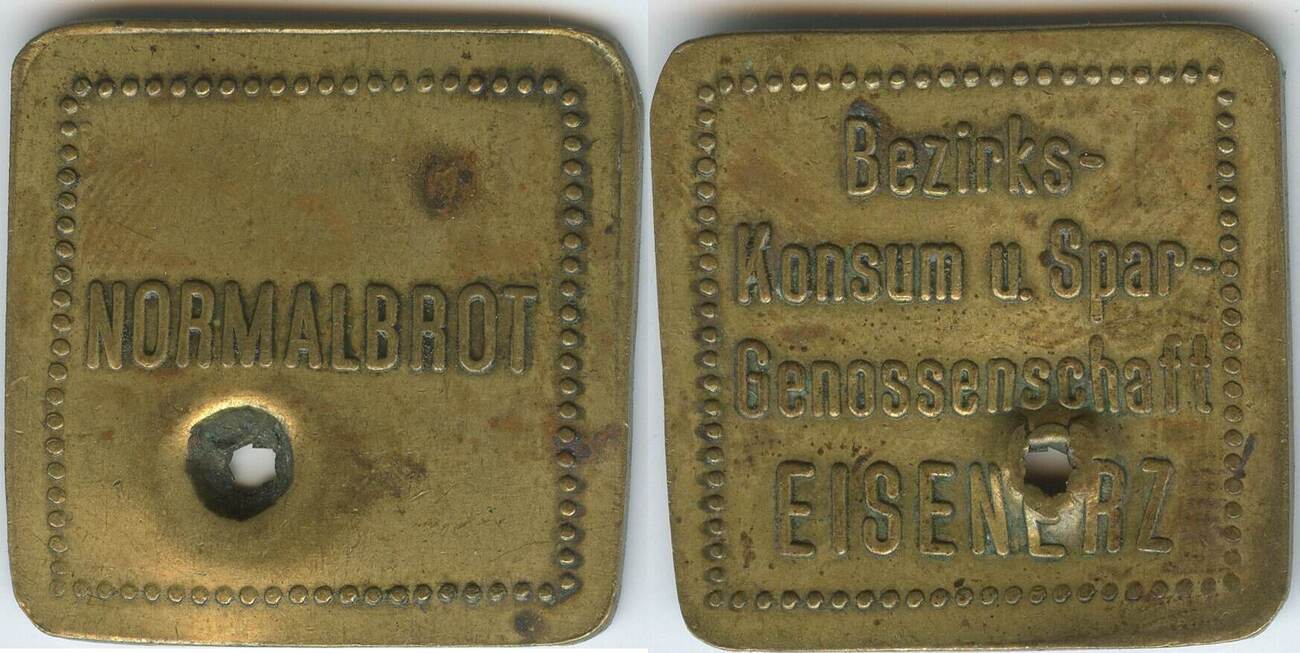 NORMALBROT
Bezirks-
Konsum u. Spar-
Genossenschaft
EISENERZ